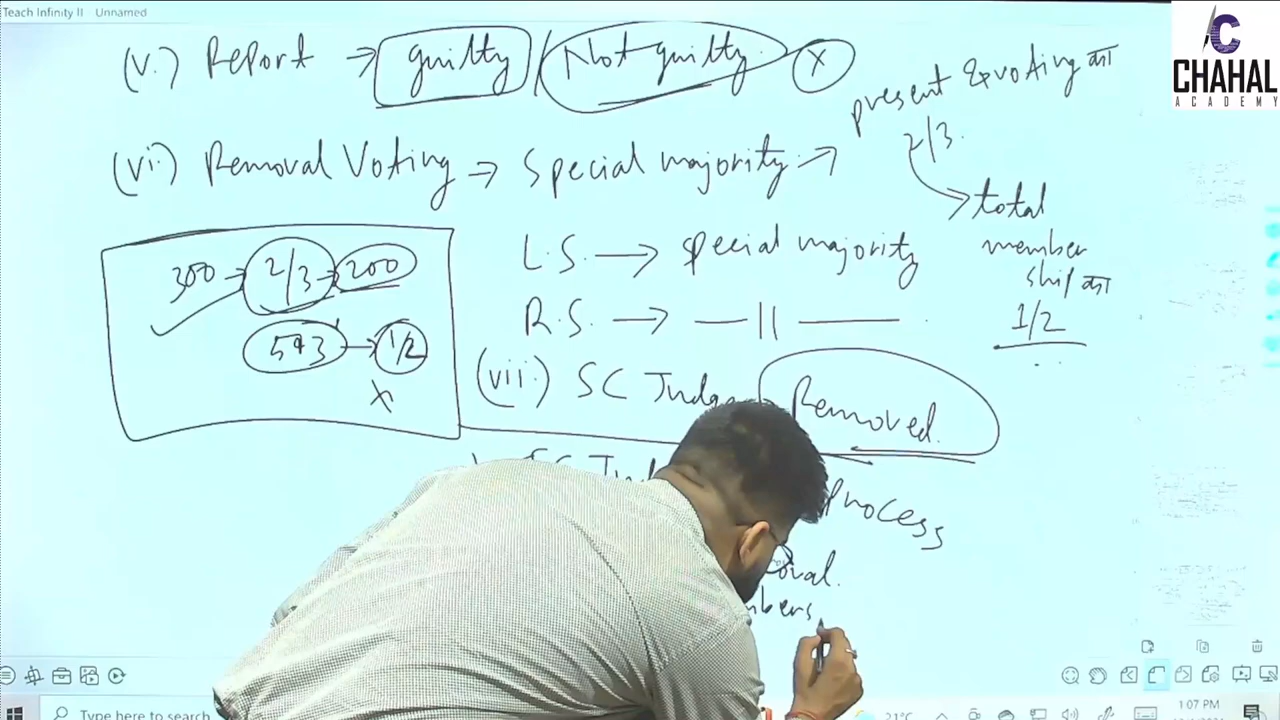 Teach Infinity II Unnamed
CHAHAL
ACADEMY
(v.) Report → guilty / Not guilty. X
present & voting का
2/3.
→ total
member
ship का
1/2
(vi) Removal Voting → Special majority →
L.S. → special majority
R.S. → —||—
300 → 2/3 → 200
543 → 1/2
X
(vii.) SC Judge Removed.
SC Process
Type here to search
21°C
1:07 PM